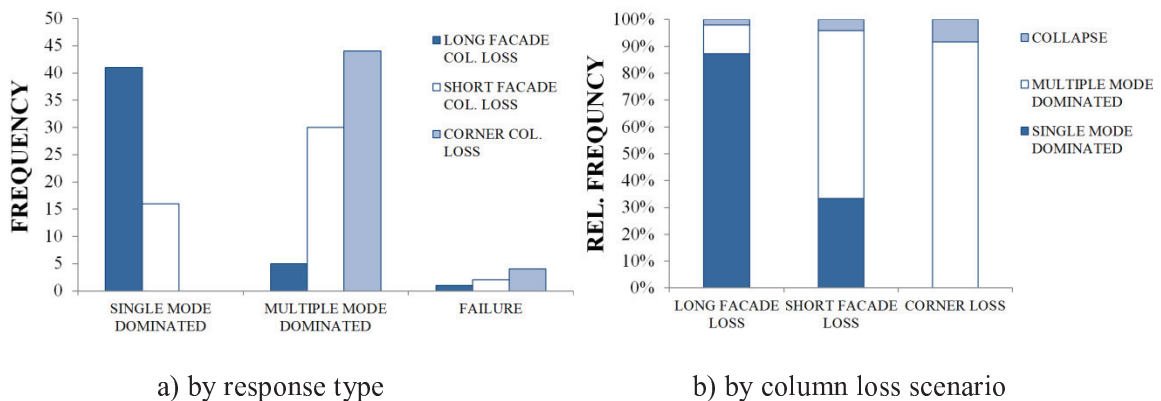 50
45
40
35
30
25
20
15
10
5
0
FREQUENCY
SINGLE MODE
DOMINATED
MULTIPLE MODE
DOMINATED
FAILURE
LONG FACADE
COL. LOSS
SHORT FACADE
COL. LOSS
CORNER COL.
LOSS
a) by response type
100%
90%
80%
70%
60%
50%
40%
30%
20%
10%
0%
REL. FREQUNCY
LONG FACADE
LOSS
SHORT FACADE
LOSS
CORNER LOSS
COLLAPSE
MULTIPLE MODE
DOMINATED
SINGLE MODE
DOMINATED
b) by column loss scenario